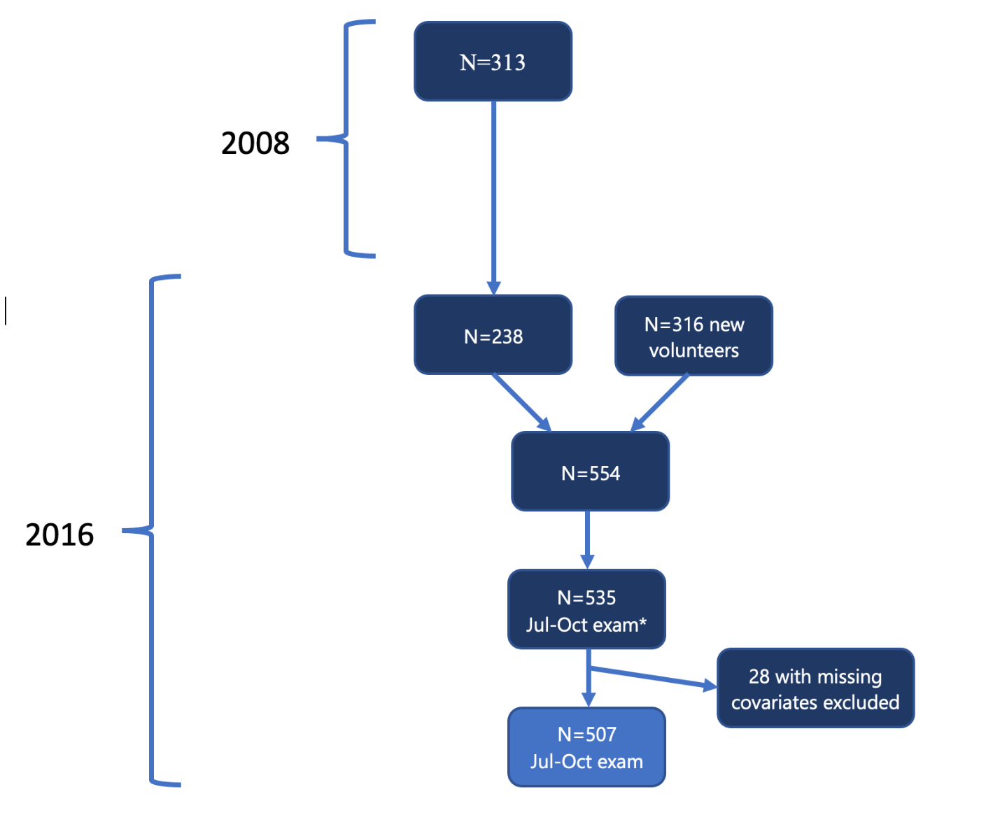 N=313
2008
N=238
N=316 new
volunteers
N=554
2016
N=535
Jul-Oct exam*
28 with missing
covariates excluded
N=507
Jul-Oct exam